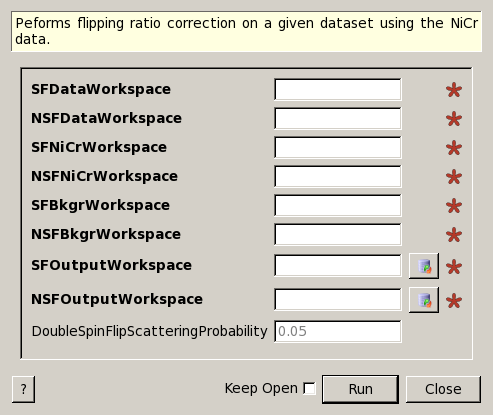 Peforms flipping ratio correction on a given dataset using the NiCr
data.
SFDataWorkspace
NSFDataWorkspace
SFNiCrWorkspace
NSFNiCrWorkspace
SFBkgrWorkspace
NSFBkgrWorkspace
SFOutputWorkspace
NSFOutputWorkspace
DoubleSpinFlipScatteringProbability 0.05
? Keep Open Run Close